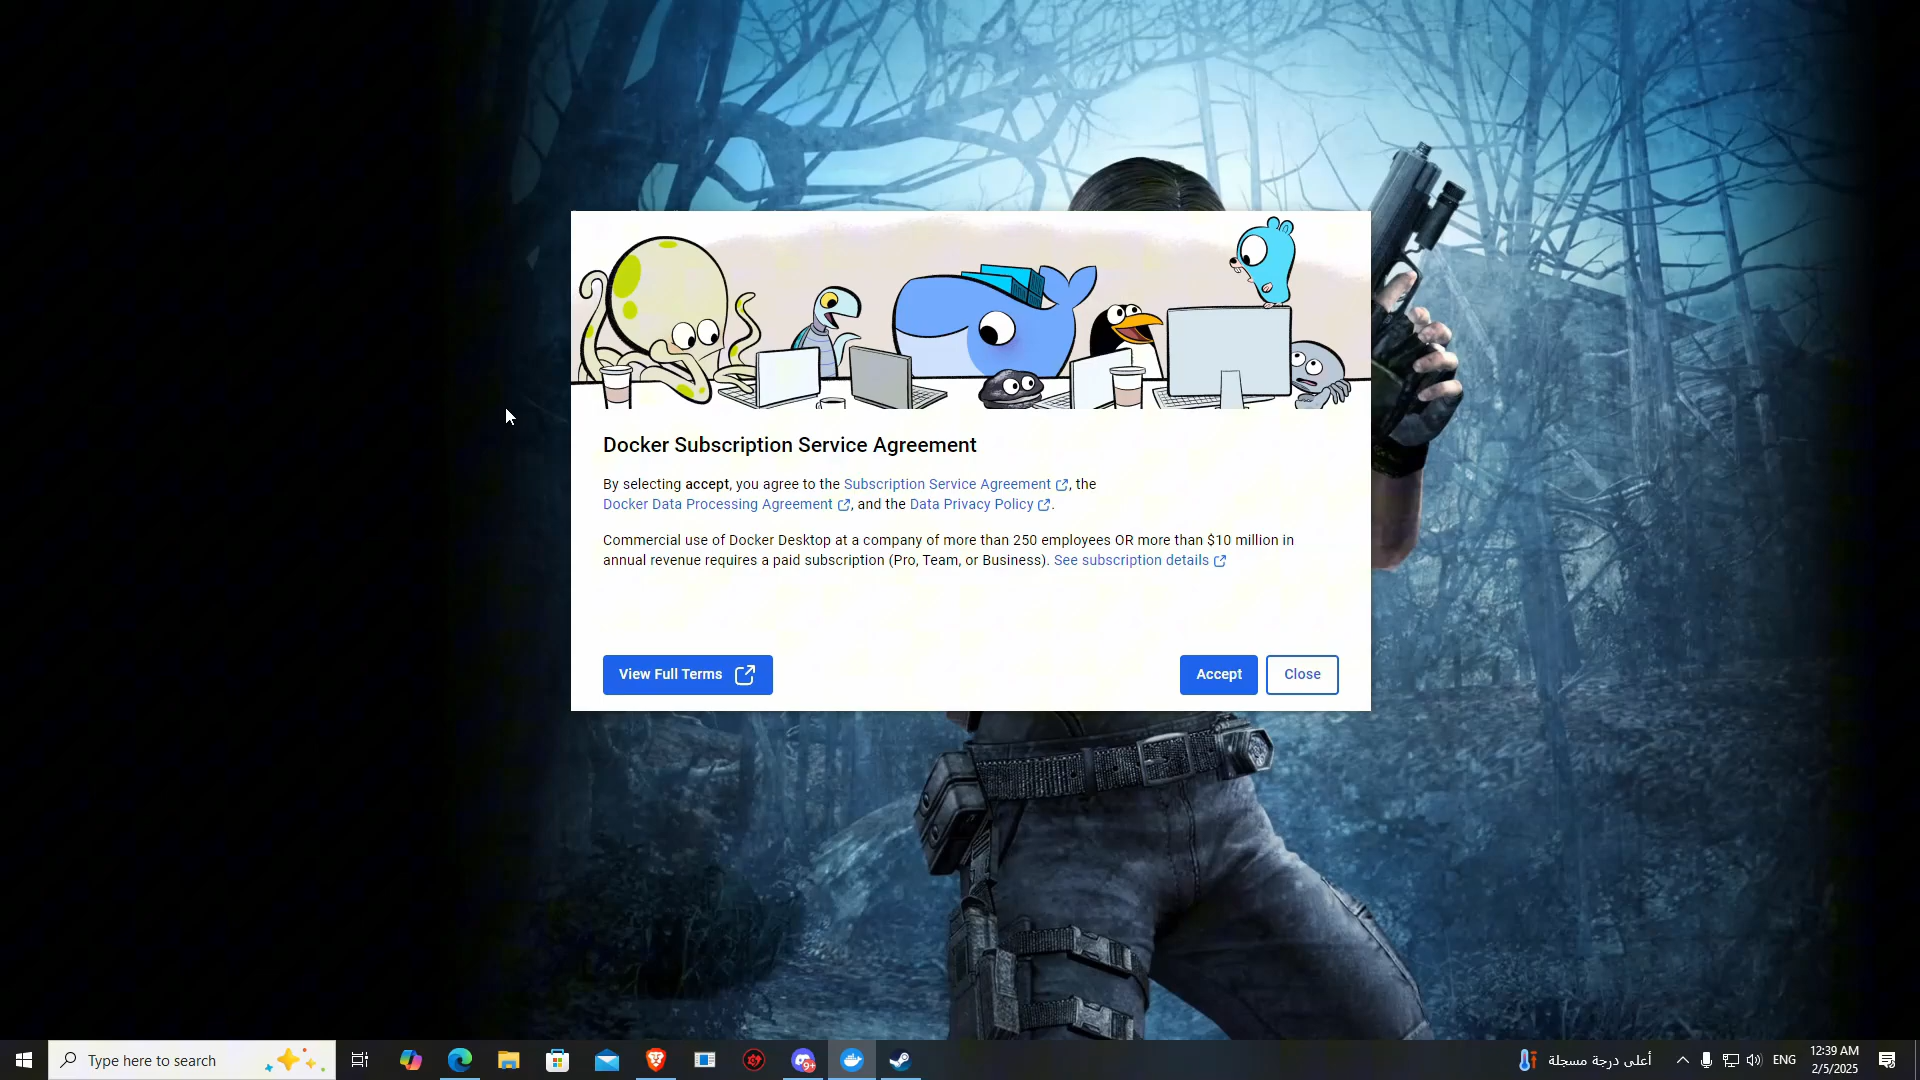 Docker Subscription Service Agreement
By selecting accept, you agree to the Subscription Service Agreement, the
Docker Data Processing Agreement, and the Data Privacy Policy.
Commercial use of Docker Desktop at a company of more than 250 employees OR more than $10 million in
annual revenue requires a paid subscription (Pro, Team, or Business). See subscription details
View Full Terms
Accept
Close
Type here to search
9+
أعلى درجة مسجلة
ENG
12:39 AM
2/5/2025